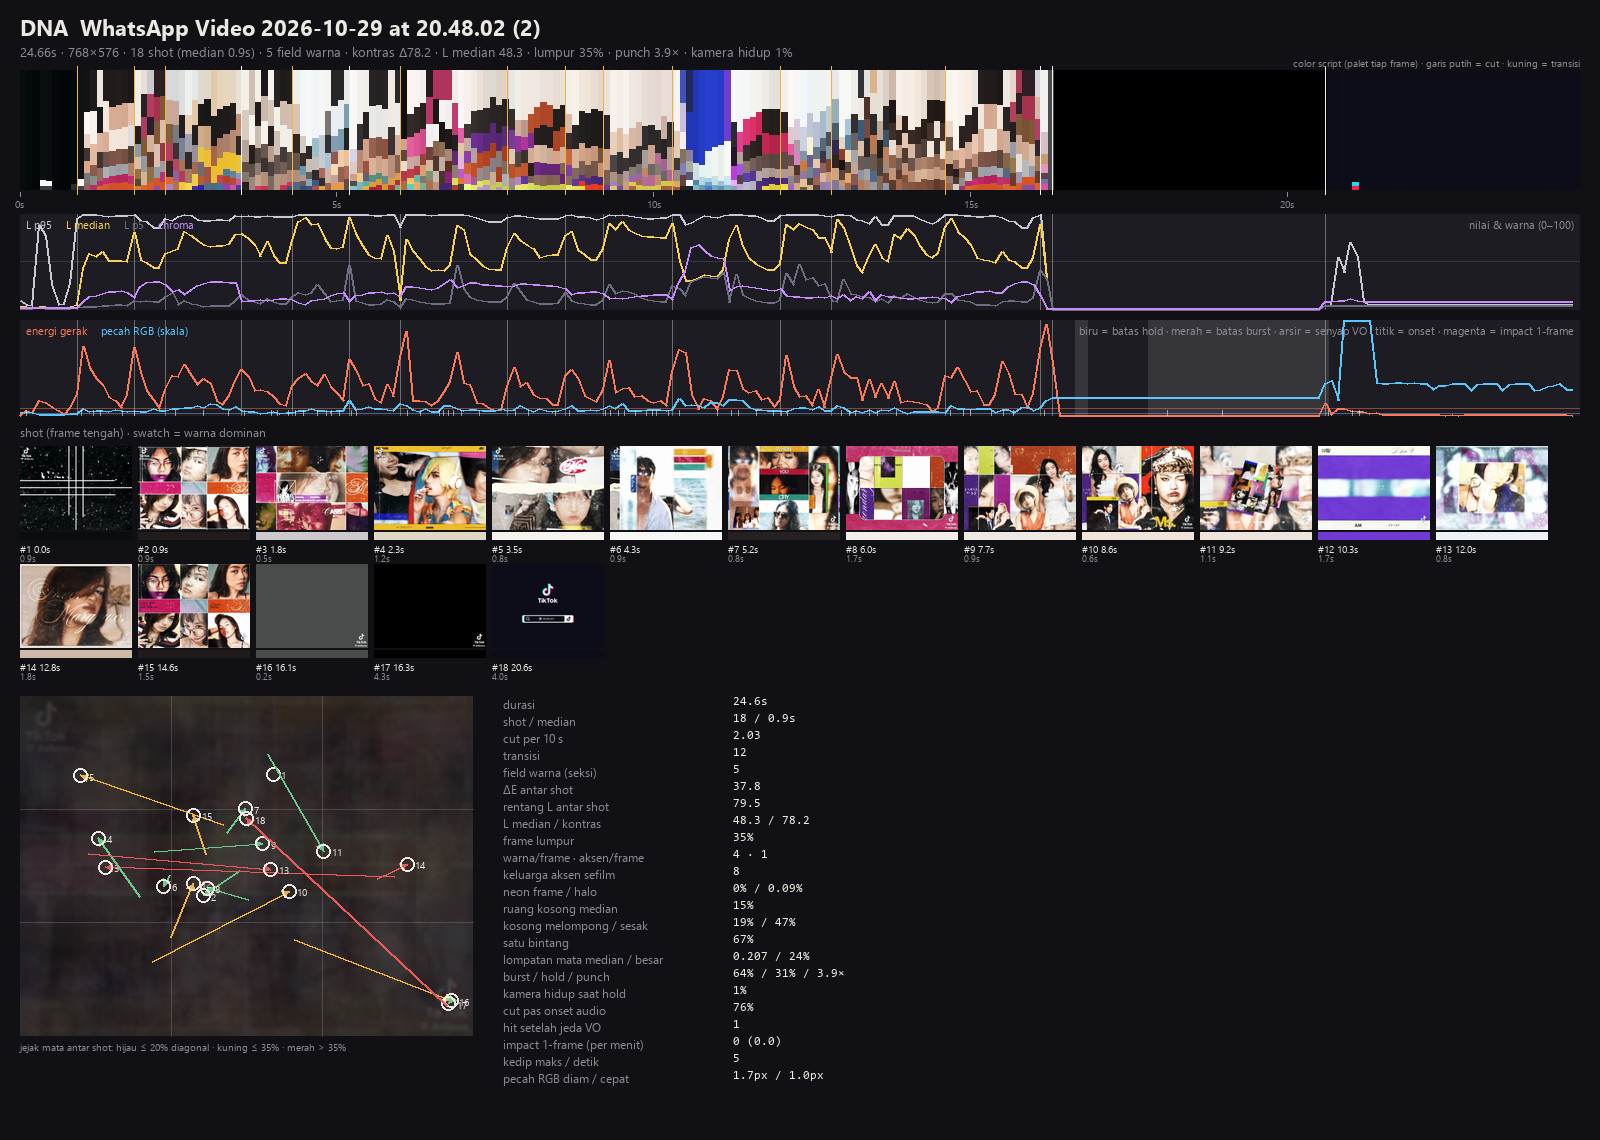 DNA  WhatsApp Video 2026-10-29 at 20.48.02 (2)
24.66s · 768×576 · 18 shot (median 0.9s) · 5 field warna · kontras Δ78.2 · L median 48.3 · lumpur 35% · punch 3.9× · kamera hidup 1%
color script (palet tiap frame) · garis putih = cut · kuning = transisi
0s 5s 10s 15s 20s
L p95 L median L p5 chroma nilai & warna (0–100)
energi gerak pecah RGB (skala) biru = batas hold · merah = batas burst · arsir = senyap VO · titik = onset · magenta = impact 1-frame
shot (frame tengah) · swatch = warna dominan
#1 0.0s #2 0.9s #3 1.8s #4 2.3s #5 3.5s #6 4.3s #7 5.2s #8 6.0s #9 7.7s #10 8.6s #11 9.2s #12 10.3s #13 12.0s
0.9s 0.9s 0.5s 1.2s 0.8s 0.9s 0.8s 1.7s 0.9s 0.6s 1.1s 1.7s 0.8s
TikTok
#14 12.8s #15 14.6s #16 16.1s #17 16.3s #18 20.6s
1.8s 1.5s 0.2s 4.3s 4.0s
durasi 24.6s
shot / median 18 / 0.9s
cut per 10 s 2.03
transisi 12
field warna (seksi) 5
ΔE antar shot 37.8
rentang L antar shot 79.5
L median / kontras 48.3 / 78.2
frame lumpur 35%
warna/frame · aksen/frame 4 · 1
keluarga aksen sefilm 8
neon frame / halo 0% / 0.09%
ruang kosong median 15%
kosong melompong / sesak 19% / 47%
satu bintang 67%
lompatan mata median / besar 0.207 / 24%
burst / hold / punch 64% / 31% / 3.9×
kamera hidup saat hold 1%
cut pas onset audio 76%
hit setelah jeda VO 1
impact 1-frame (per menit) 0 (0.0)
kedip maks / detik 5
pecah RGB diam / cepat 1.7px / 1.0px
jejak mata antar shot: hijau ≤ 20% diagonal · kuning ≤ 35% · merah > 35%